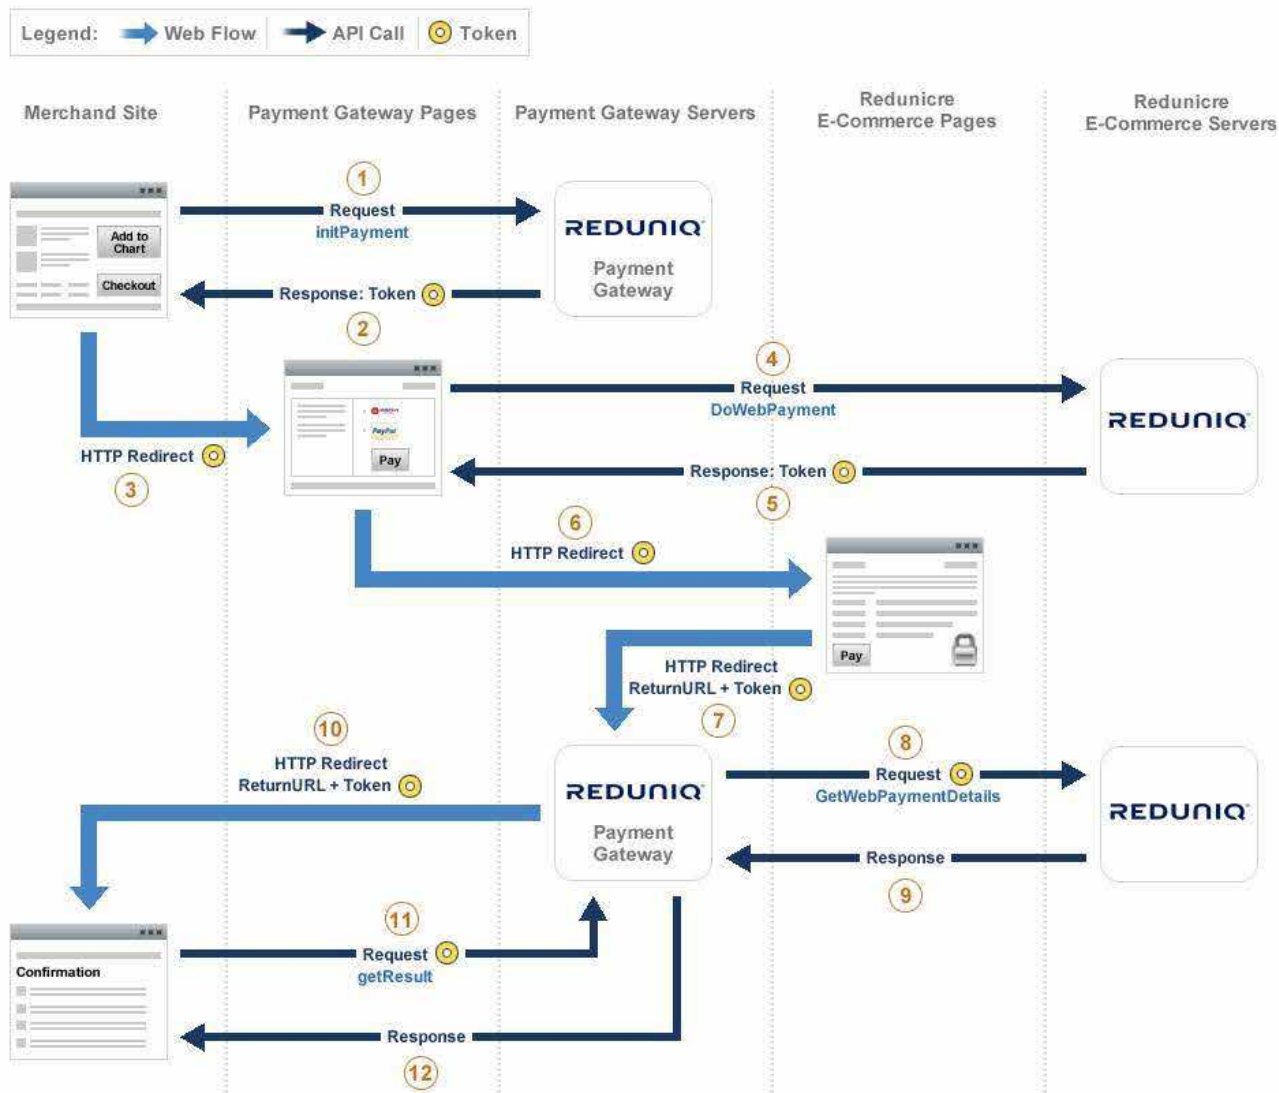 Legend: Web Flow API Call Token
Merchand Site
Payment Gateway Pages
Payment Gateway Servers
Redunicre
E-Commerce Pages
Redunicre
E-Commerce Servers
1
Request
initPayment
Add to
Chart
Checkout
REDUNIQ
Payment
Gateway
Response: Token
2
HTTP Redirect
3
PayPal
Pay
4
Request
DoWebPayment
REDUNIQ
Response: Token
5
6
HTTP Redirect
Pay
HTTP Redirect
ReturnURL + Token
7
10
HTTP Redirect
ReturnURL + Token
REDUNIQ
Payment
Gateway
8
Request
GetWebPaymentDetails
REDUNIQ
Response
9
Confirmation
11
Request
getResult
Response
12